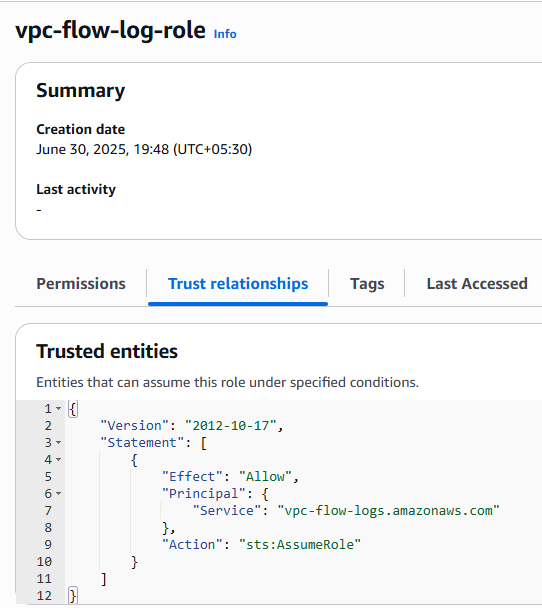 vpc-flow-log-role Info
Summary
Creation date
June 30, 2025, 19:48 (UTC+05:30)
Last activity
-
Permissions
Trust relationships
Tags
Last Accessed
Trusted entities
Entities that can assume this role under specified conditions.
1 {
2 "Version": "2012-10-17",
3 "Statement": [
4 {
5 "Effect": "Allow",
6 "Principal": {
7 "Service": "vpc-flow-logs.amazonaws.com"
8 },
9 "Action": "sts:AssumeRole"
10 }
11 ]
12 }